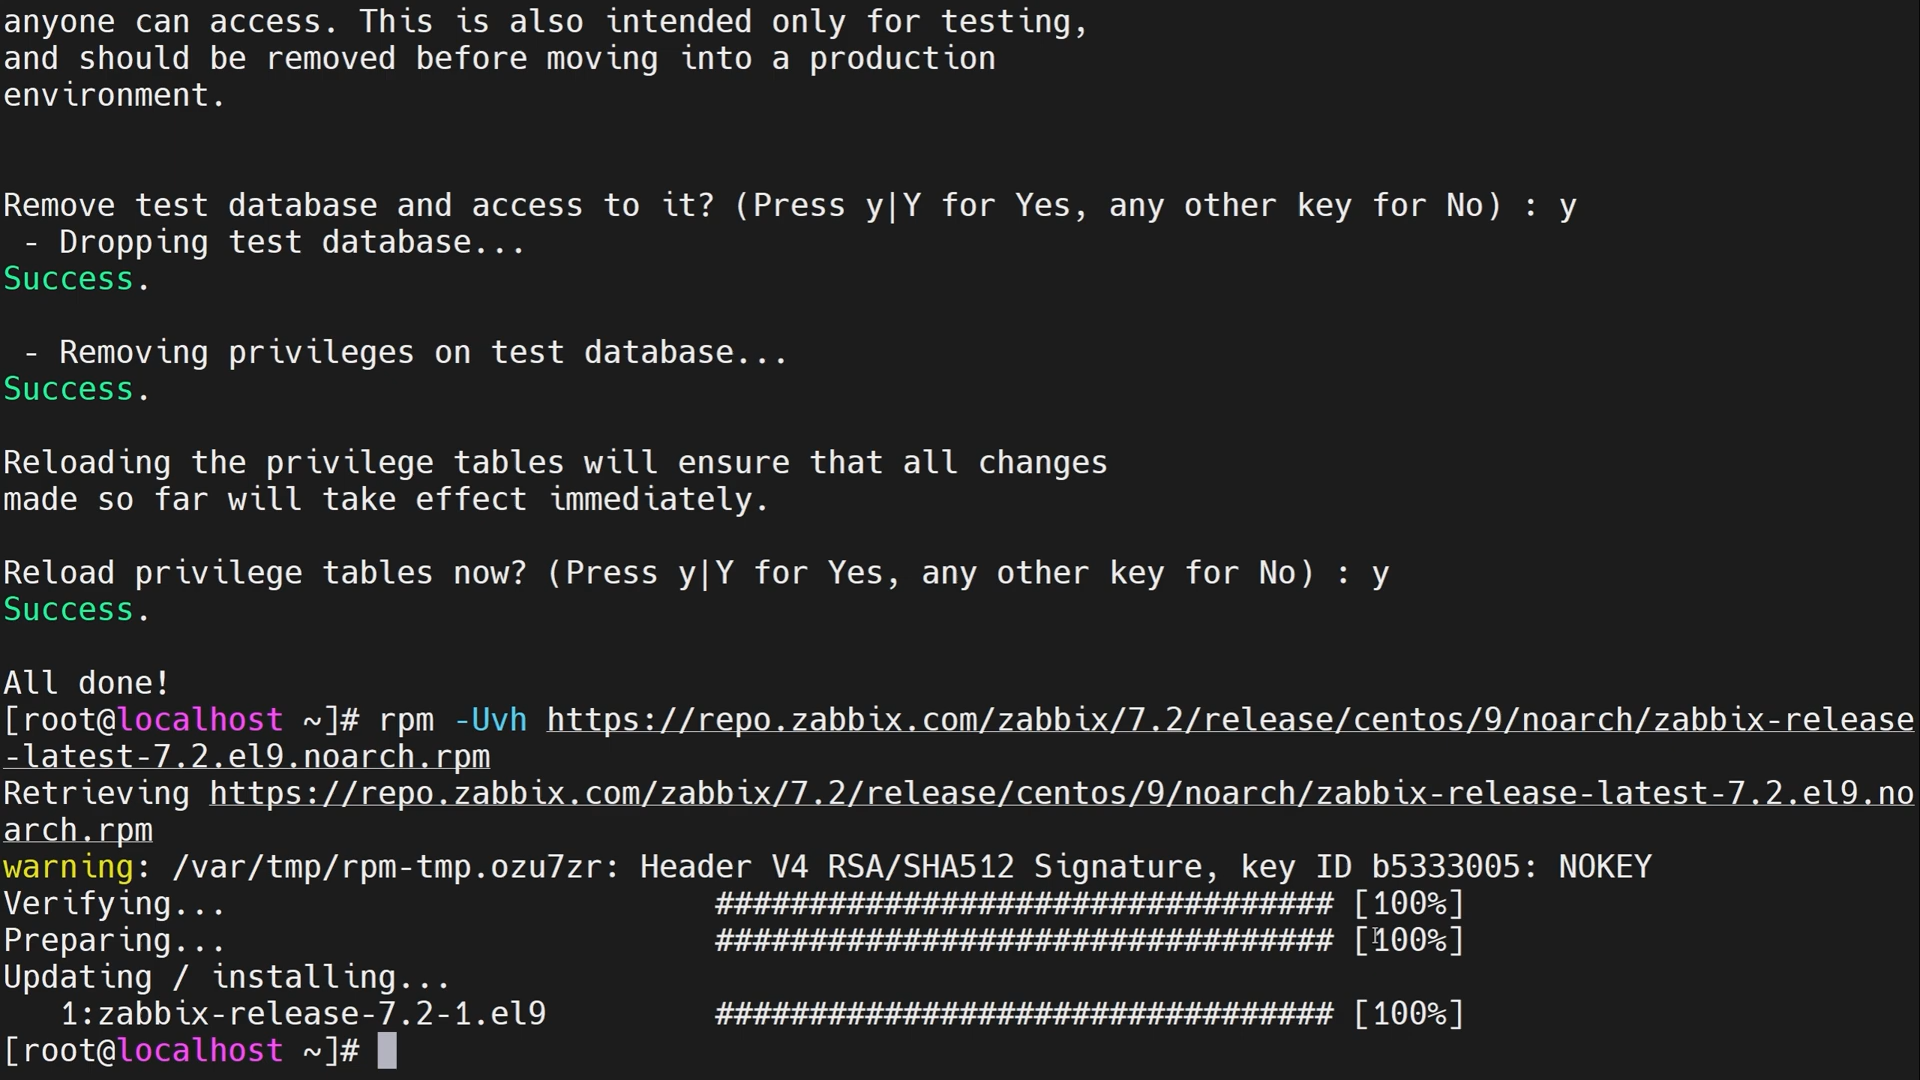 anyone can access. This is also intended only for testing,
and should be removed before moving into a production
environment.
Remove test database and access to it? (Press y|Y for Yes, any other key for No) : y
 - Dropping test database...
Success.
 - Removing privileges on test database...
Success.
Reloading the privilege tables will ensure that all changes
made so far will take effect immediately.
Reload privilege tables now? (Press y|Y for Yes, any other key for No) : y
Success.
All done!
[root@localhost ~]# rpm -Uvh https://repo.zabbix.com/zabbix/7.2/release/centos/9/noarch/zabbix-release
-latest-7.2.el9.noarch.rpm
Retrieving https://repo.zabbix.com/zabbix/7.2/release/centos/9/noarch/zabbix-release-latest-7.2.el9.no
arch.rpm
warning: /var/tmp/rpm-tmp.ozu7zr: Header V4 RSA/SHA512 Signature, key ID b5333005: NOKEY
Verifying...                          ################################# [100%]
Preparing...                          ################################# [100%]
Updating / installing...
   1:zabbix-release-7.2-1.el9         ################################# [100%]
[root@localhost ~]#